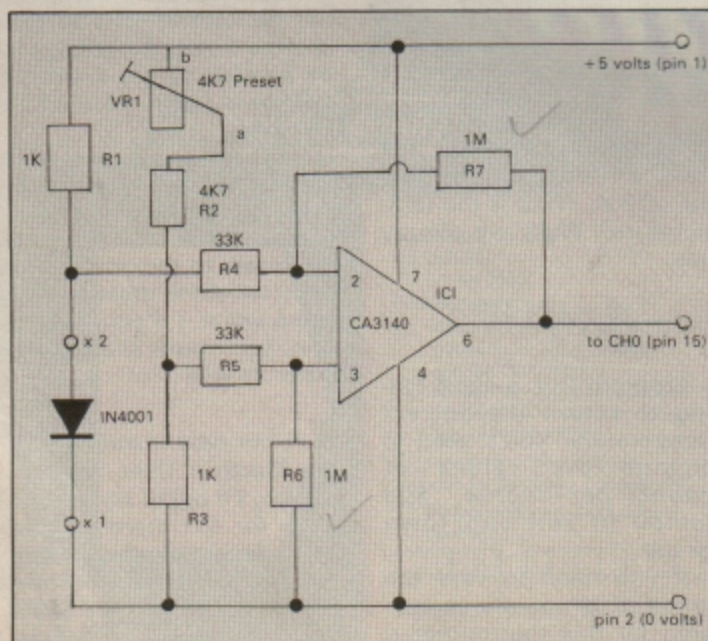 b
4K7 Preset
+5 volts (pin 1)
VR1
a
1M
1K
R1
R7
4K7
R2
33K
R4
2
7
ICI
CA3140
6
to CH0 (pin 15)
33K
R5
3
4
x 2
IN4001
1K
R6
1M
R3
x 1
pin 2 (0 volts)